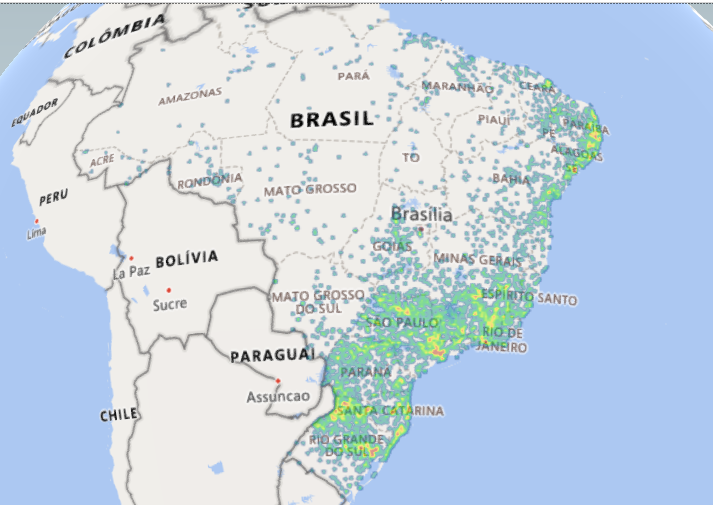 COLÓMBIA
EQUADOR
AMAZONAS
PARÁ
MARANHÃO
CEARÁ
BRASIL
PIAUÍ
PE
PARAÍBA
ALAGOAS
SE
ACRE
RONDÔNIA
MATO GROSSO
TO
BAHIA
PERU
Lima
Brasília
GOIÁS
MINAS GERAIS
La Paz
BOLÍVIA
Sucre
MATO GROSSO
DO SUL
ESPÍRITO SANTO
SÃO PAULO
RIO DE
JANEIRO
PARAGUAI
PARANÁ
Assuncao
CHILE
SANTA CATARINA
RIO GRANDE
DO SUL